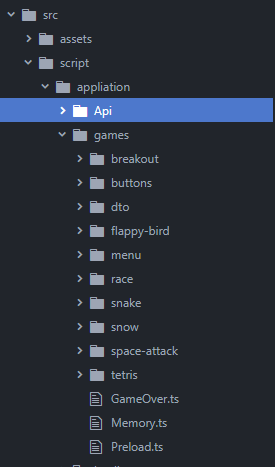 src
assets
script
appliation
Api
games
breakout
buttons
dto
flappy-bird
menu
race
snake
snow
space-attack
tetris
GameOver.ts
Memory.ts
Preload.ts